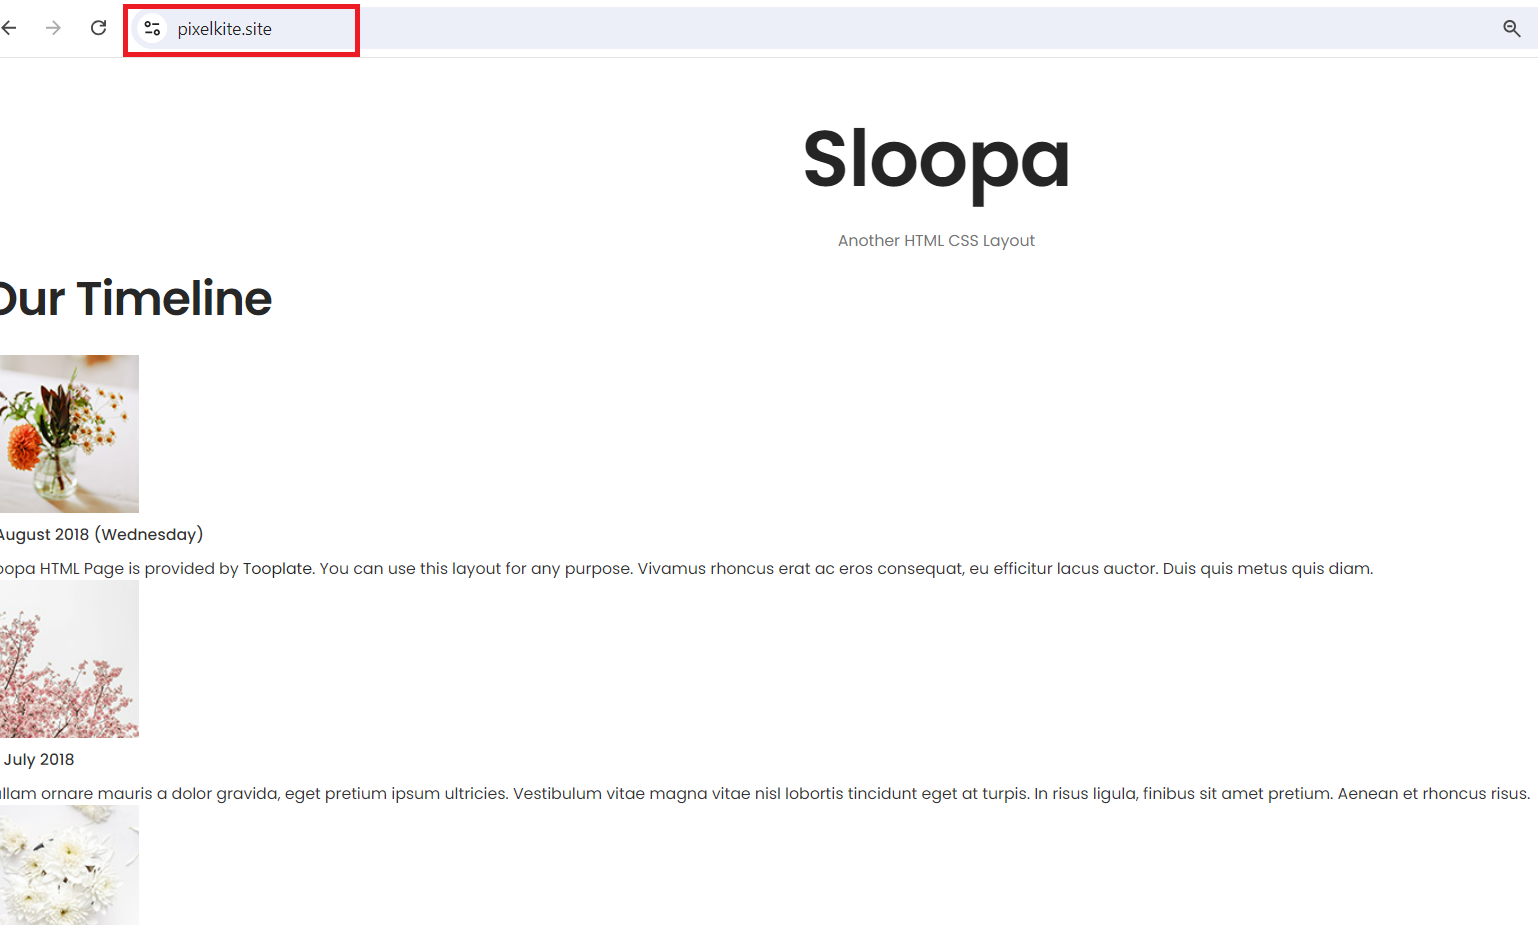 pixelkite.site
Sloopa
Another HTML CSS Layout
Our Timeline
August 2018 (Wednesday)
oopa HTML Page is provided by Tooplate. You can use this layout for any purpose. Vivamus rhoncus erat ac eros consequat, eu efficitur lacus auctor. Duis quis metus quis diam.
July 2018
ullam ornare mauris a dolor gravida, eget pretium ipsum ultricies. Vestibulum vitae magna vitae nisl lobortis tincidunt eget at turpis. In risus ligula, finibus sit amet pretium. Aenean et rhoncus risus.